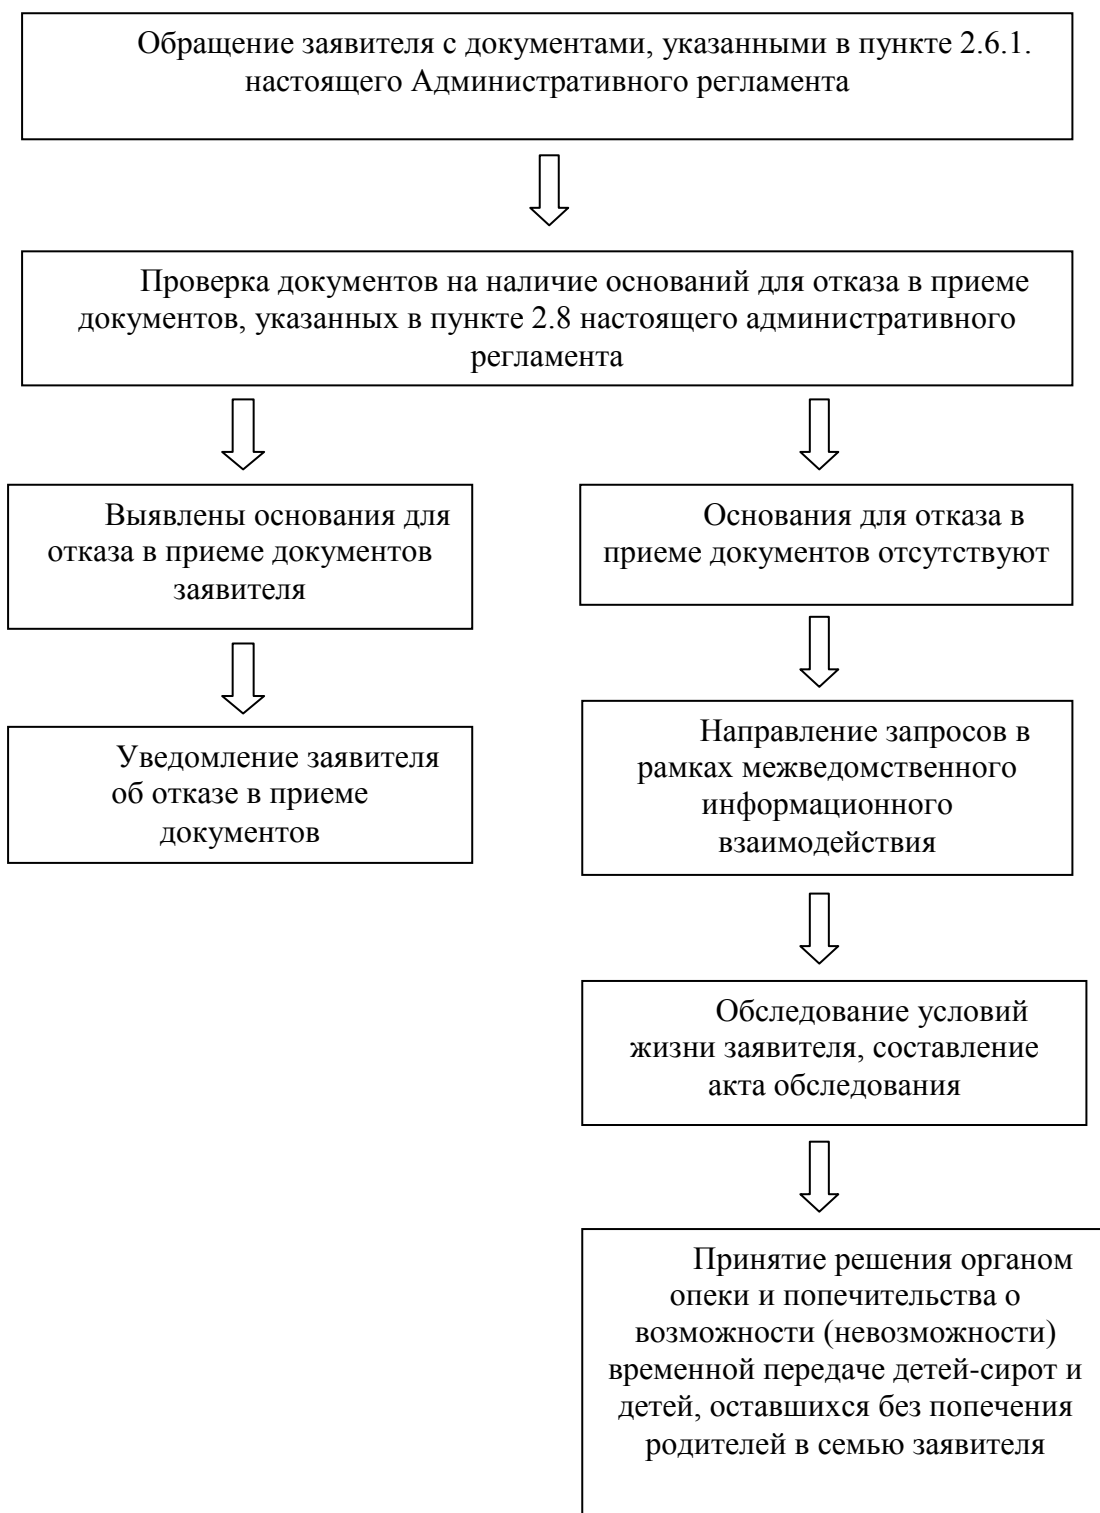 Обращение заявителя с документами, указанными в пункте 2.6.1.
настоящего Административного регламента
Проверка документов на наличие оснований для отказа в приеме
документов, указанных в пункте 2.8 настоящего административного
регламента
Выявлены основания для
отказа в приеме документов
заявителя
Уведомление заявителя
об отказе в приеме
документов
Основания для отказа в
приеме документов отсутствуют
Направление запросов в
рамках межведомственного
информационного
взаимодействия
Обследование условий
жизни заявителя, составление
акта обследования
Принятие решения органом
опеки и попечительства о
возможности (невозможности)
временной передаче детей-сирот и
детей, оставшихся без попечения
родителей в семью заявителя